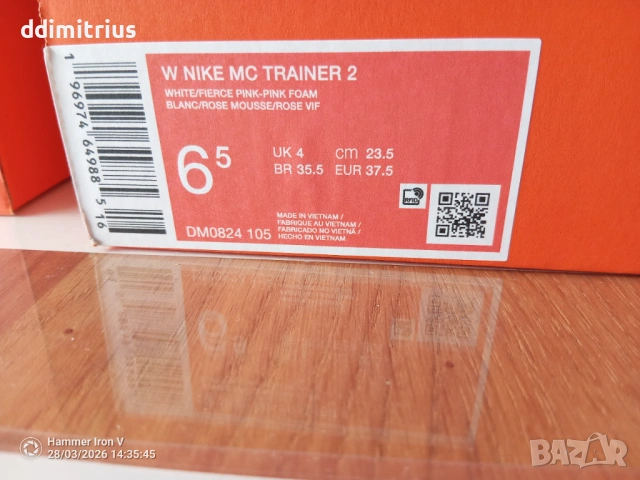 ddimitrius
W NIKE MC TRAINER 2
WHITE/FIERCE PINK-PINK FOAM
BLANC/ROSE MOUSSE/ROSE VIF
6 5
UK 4 cm 23.5
BR 35.5 EUR 37.5
RFID
MADE IN VIETNAM /
FABRIQUE AU VIETNAM /
FABRICADO NO VIETNÃ /
HECHO EN VIETNAM
DM0824 105
1 96974 64988 5 16
Hammer Iron V
28/03/2026 14:35:45
BAZAR